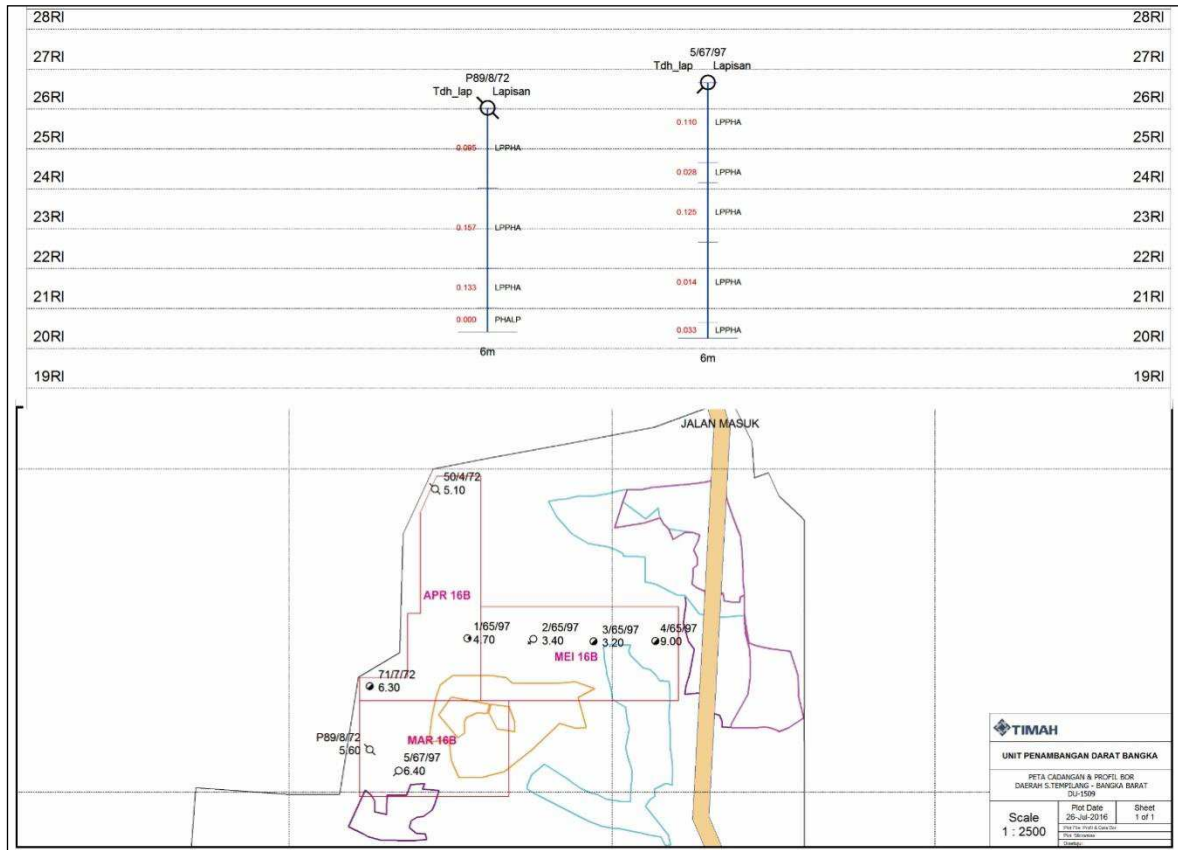 28RI 28RI
27RI 27RI
26RI 26RI
25RI 25RI
24RI 24RI
23RI 23RI
22RI 22RI
21RI 21RI
20RI 20RI
19RI 19RI
P89/8/72
Tdh_lap Lapisan
0.095 LPPHA
0.157 LPPHA
0.133 LPPHA
0.000 PHALP
6m
5/67/97
Tdh_lap Lapisan
0.110 LPPHA
0.028 LPPHA
0.125 LPPHA
0.014 LPPHA
0.033 LPPHA
6m
JALAN MASUK
50/4/72
5.10
APR 16B
1/65/97
4.70
2/65/97
3.40
3/65/97
3.20
4/65/97
9.00
MEI 16B
71/7/72
6.30
P89/8/72
5.60
MAR 16B
5/67/97
6.40
TIMAH
UNIT PENAMBANGAN DARAT BANGKA
PETA CADANGAN & PROFIL BOR
DAERAH S.TEMPILANG - BANGKA BARAT
DU-1509
Scale
1 : 2500
Plot Date
26-Jul-2016
Sheet
1 of 1